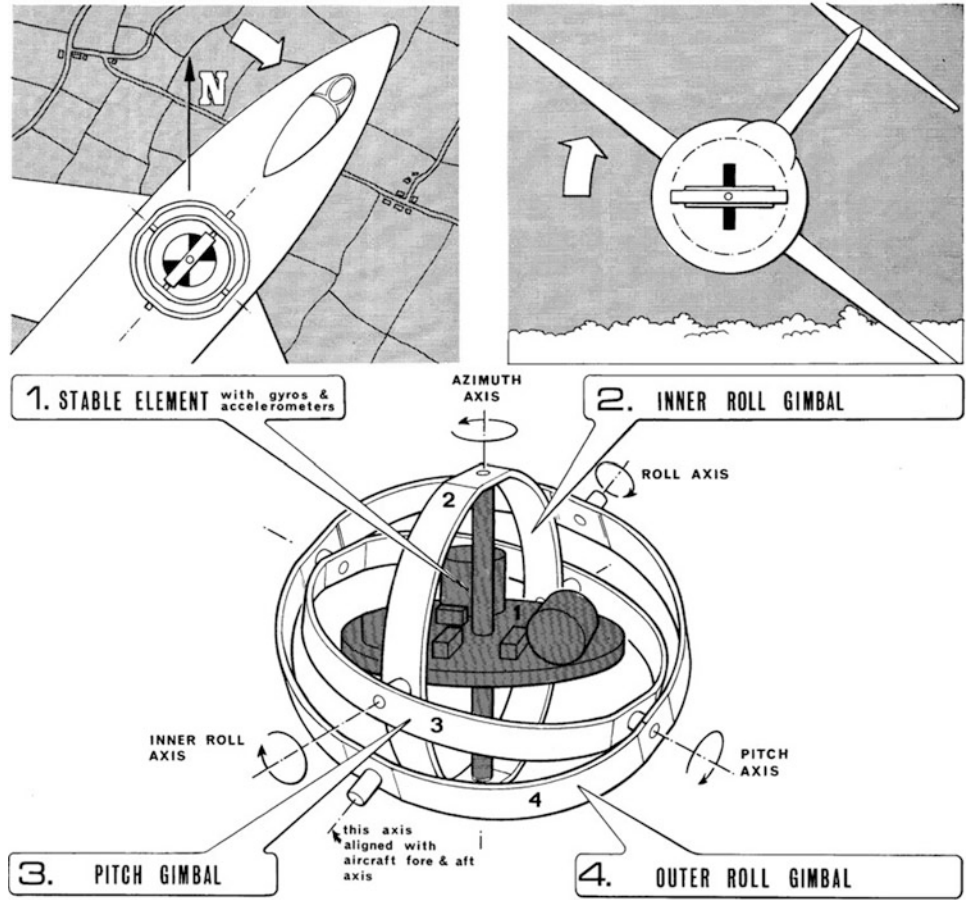 N
1. STABLE ELEMENT with gyros &
accelerometers
AZIMUTH
AXIS
2. INNER ROLL GIMBAL
ROLL AXIS
2
1
3
4
INNER ROLL
AXIS
PITCH
AXIS
this axis
aligned with
aircraft fore & aft
axis
3. PITCH GIMBAL
4. OUTER ROLL GIMBAL